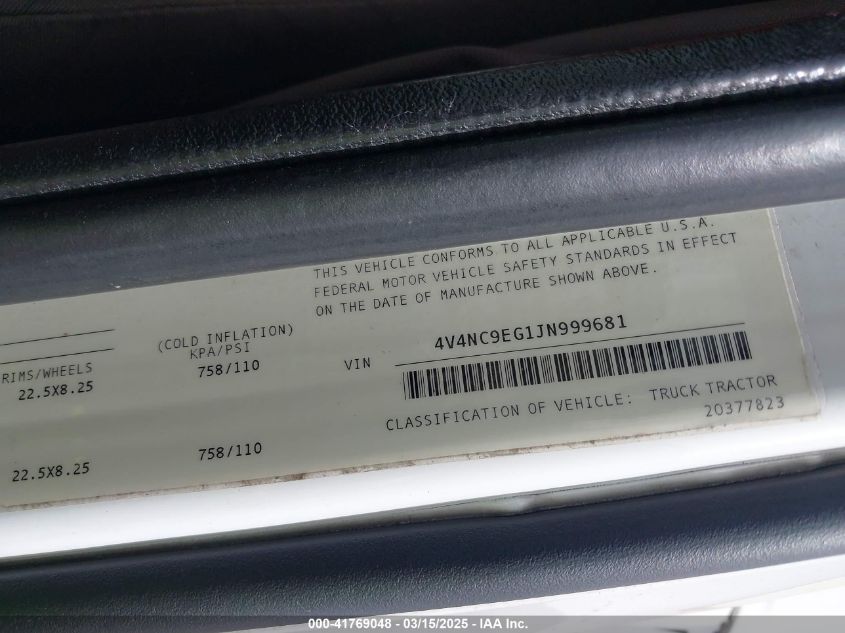 THIS VEHICLE CONFORMS TO ALL APPLICABLE U.S.A.
FEDERAL MOTOR VEHICLE SAFETY STANDARDS IN EFFECT
ON THE DATE OF MANUFACTURE SHOWN ABOVE.
(COLD INFLATION)
KPA/PSI
RIMS/WHEELS
22.5X8.25
758/110
VIN
4V4NC9EG1JN999681
CLASSIFICATION OF VEHICLE: TRUCK TRACTOR
20377823
22.5X8.25
758/110
000-41769048 - 03/15/2025 - IAA Inc.